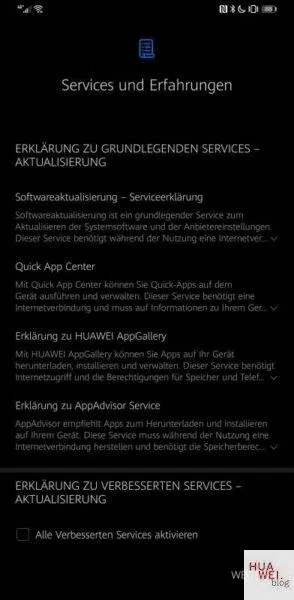 Services und Erfahrungen
ERKLÄRUNG ZU GRUNDLEGENDEN SERVICES –
AKTUALISIERUNG
Softwareaktualisierung – Serviceerklärung
Softwareaktualisierung ist ein grundlegender Service zum
Aktualisieren der Systemsoftware und der Anbietereinstellungen.
Dieser Service benötigt während der Nutzung eine Internetver...
Quick App Center
Mit Quick App Center können Sie Quick-Apps auf dem
Gerät ausführen und verwalten. Dieser Service benötigt eine
Internetverbindung und muss auf Informationen zu Ihrem Ger...
Erklärung zu HUAWEI AppGallery
Mit HUAWEI AppGallery können Sie Apps auf Ihr Gerät
herunterladen, installieren und verwalten. Dieser Service benötigt
Internetzugriff und die Berechtigungen für Speicher und Telef...
Erklärung zu AppAdvisor Service
AppAdvisor empfiehlt Apps zum Herunterladen und Installieren
auf Ihrem Gerät. Diese Service muss während der Nutzung eine
Internetverbindung herstellen und benötigt die Speicherberec...
ERKLÄRUNG ZU VERBESSERTEN SERVICES –
AKTUALISIERUNG
Alle Verbesserten Services aktivieren
HUA
WEI.
blog